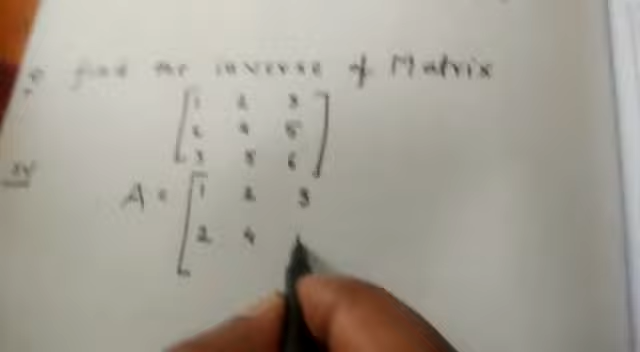 find the inverse of Matrix
1 2 3
2 4 5
3 5 6
A = 1 2 3
2 4